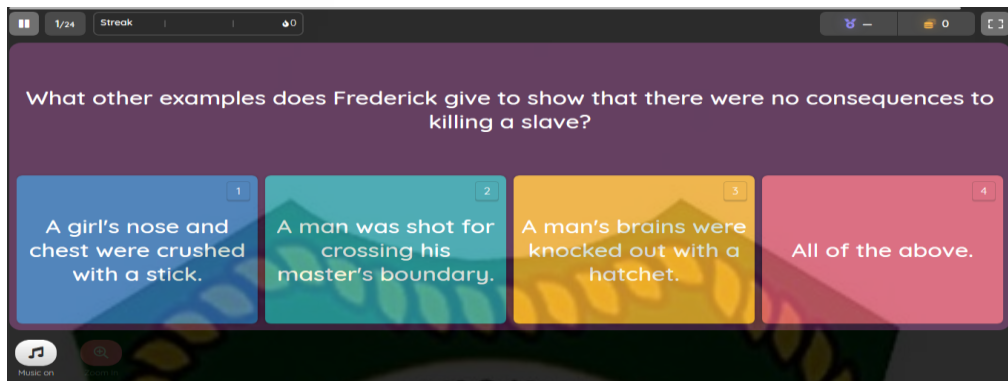 1/24
Streak
0
–
0
What other examples does Frederick give to show that there were no consequences to
killing a slave?
1
A girl's nose and
chest were crushed
with a stick.
2
A man was shot for
crossing his
master's boundary.
3
A man's brains were
knocked out with a
hatchet.
4
All of the above.
Music on
Zoom in